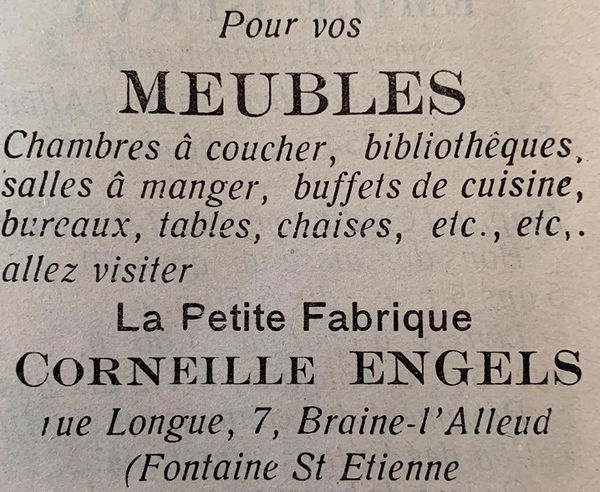 Pour vos
MEUBLES
Chambres â coucher, bibliothêques,
salles â manger, buffets de cuisine,
bureaux, tables, chaises, etc., etc,.
allez visiter
La Petite Fabrique
CORNEILLE ENGELS
rue Longue, 7, Braine-l'Alleud
(Fontaine St Etienne